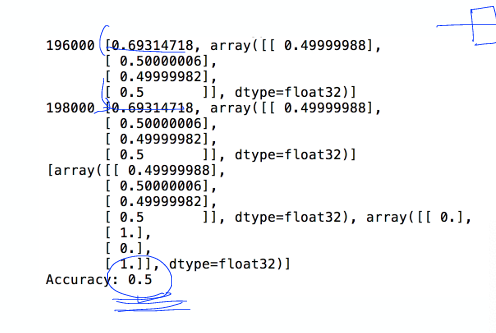 196000 [0.69314718, array([[ 0.49999988],
[ 0.50000006],
[ 0.49999982],
[ 0.5 ]], dtype=float32)]
198000 [0.69314718, array([[ 0.49999988],
[ 0.50000006],
[ 0.49999982],
[ 0.5 ]], dtype=float32)]
[array([[ 0.49999988],
[ 0.50000006],
[ 0.49999982],
[ 0.5 ]], dtype=float32), array([[ 0.],
[ 1.],
[ 0.],
[ 1.]], dtype=float32)]
Accuracy: 0.5